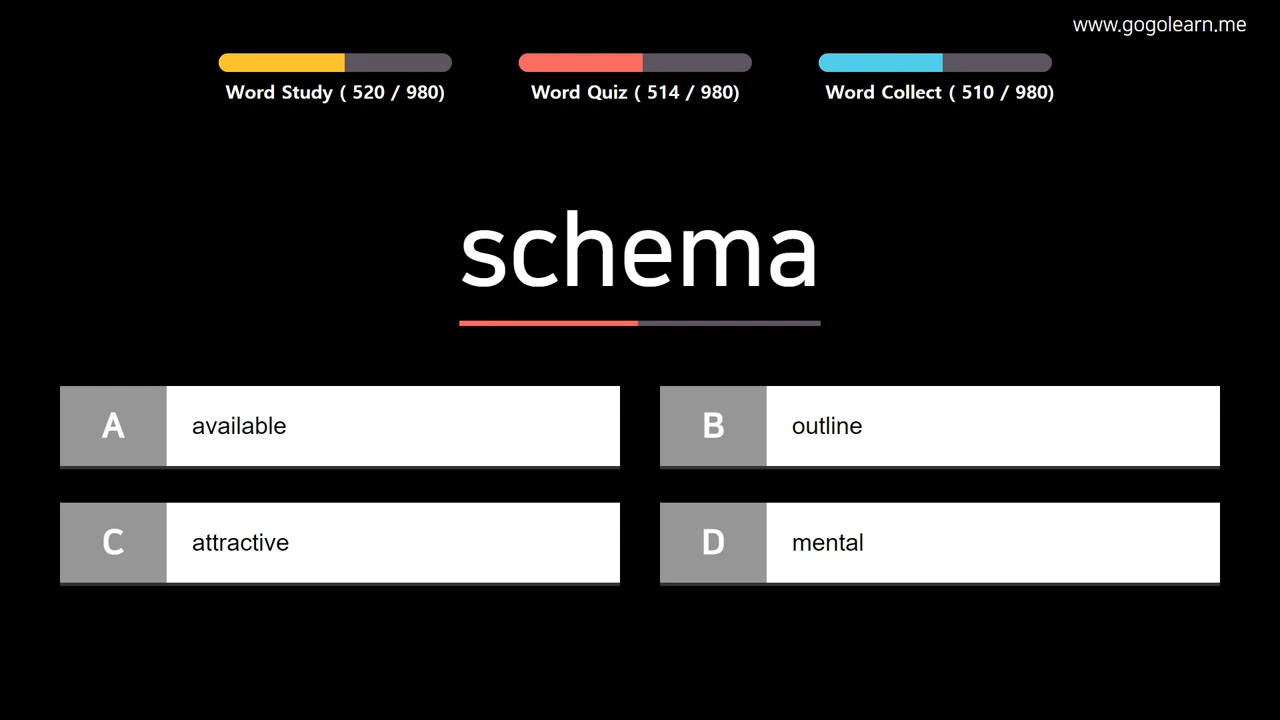 www.gogolearn.me
Word Study ( 520 / 980)
Word Quiz ( 514 / 980)
Word Collect ( 510 / 980)
schema
A available
B outline
C attractive
D mental